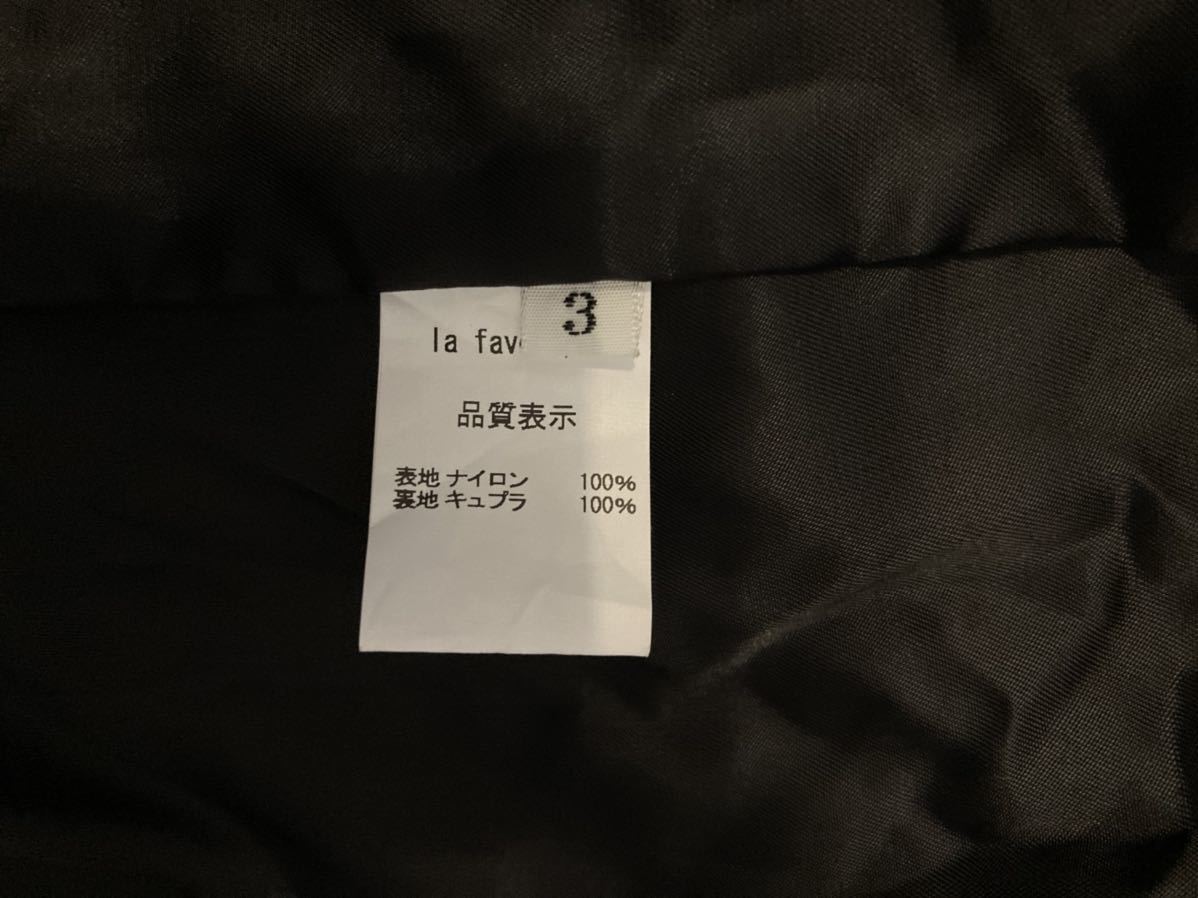 3
la fav
品質表示
表地 ナイロン 100%
裏地 キュプラ 100%